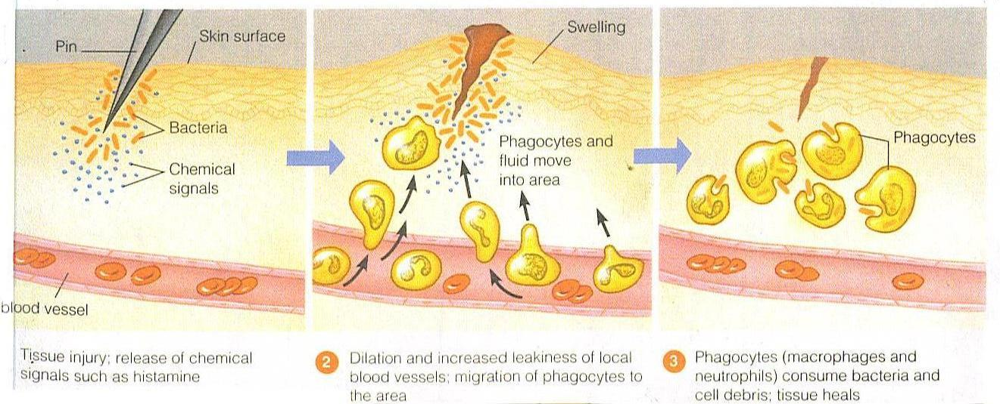 Pin
Skin surface
Bacteria
Chemical
signals
blood vessel
Swelling
Phagocytes and
fluid move
into area
Phagocytes
Tissue injury; release of chemical
signals such as histamine
2 Dilation and increased leakiness of local
blood vessels; migration of phagocytes to
the area
3 Phagocytes (macrophages and
neutrophils) consume bacteria and
cell debris; tissue heals